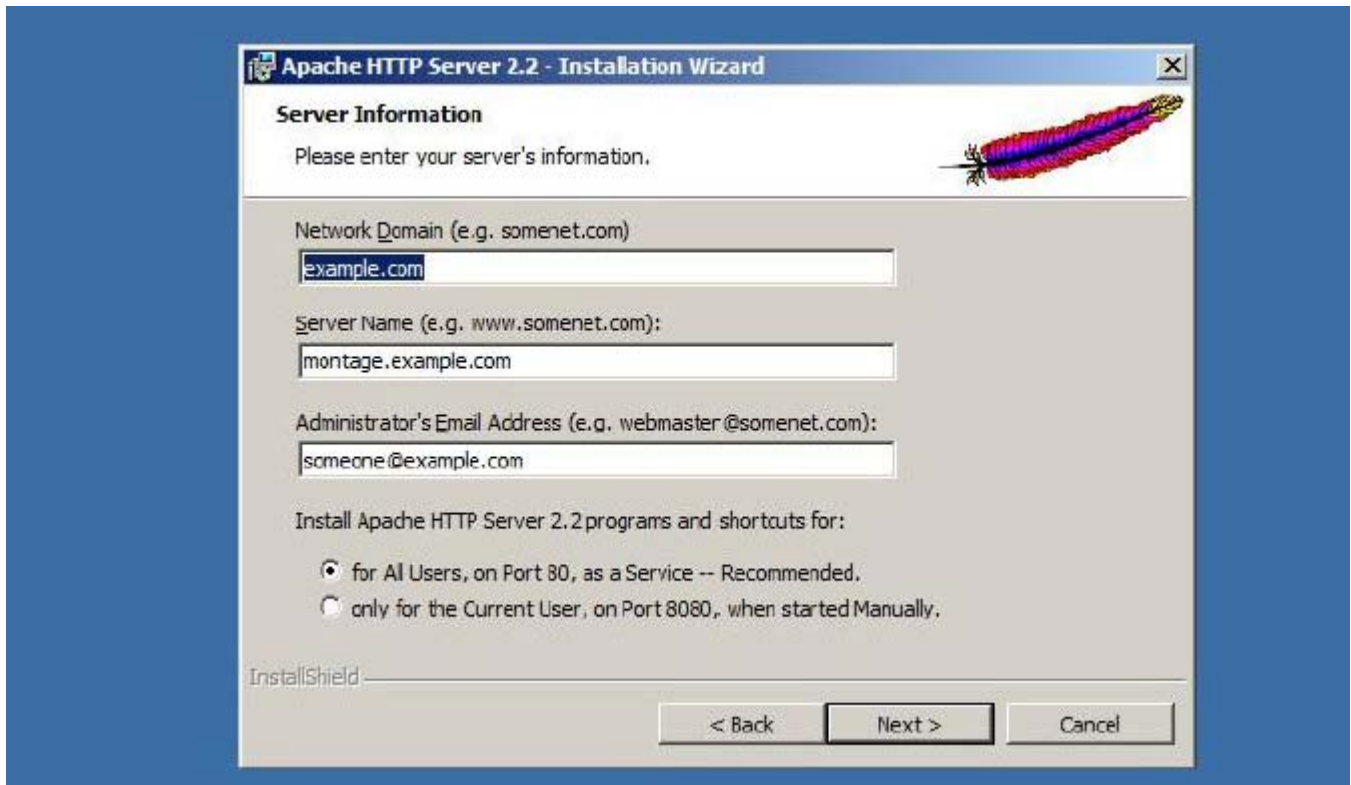 Apache HTTP Server 2.2 - Installation Wizard
Server Information
Please enter your server's information.
Network Domain (e.g. somenet.com)
example.com
Server Name (e.g. www.somenet.com):
montage.example.com
Administrator's Email Address (e.g. webmaster@somenet.com):
someone@example.com
Install Apache HTTP Server 2.2 programs and shortcuts for:
for All Users, on Port 80, as a Service -- Recommended.
only for the Current User, on Port 8080, when started Manually.
InstallShield
< Back Next > Cancel